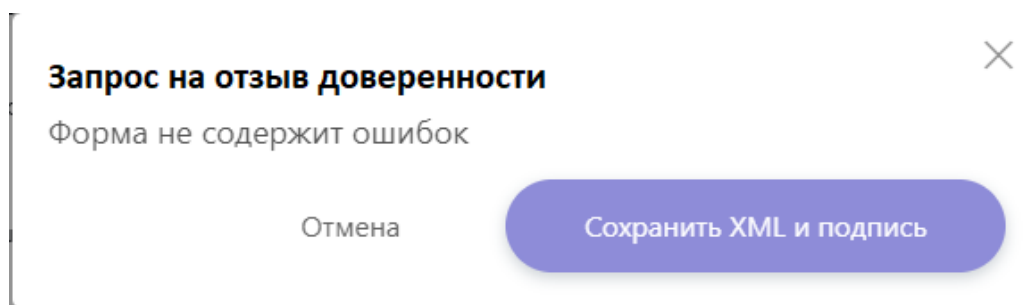 Запрос на отзыв доверенности
Форма не содержит ошибок
Отмена
Сохранить XML и подпись